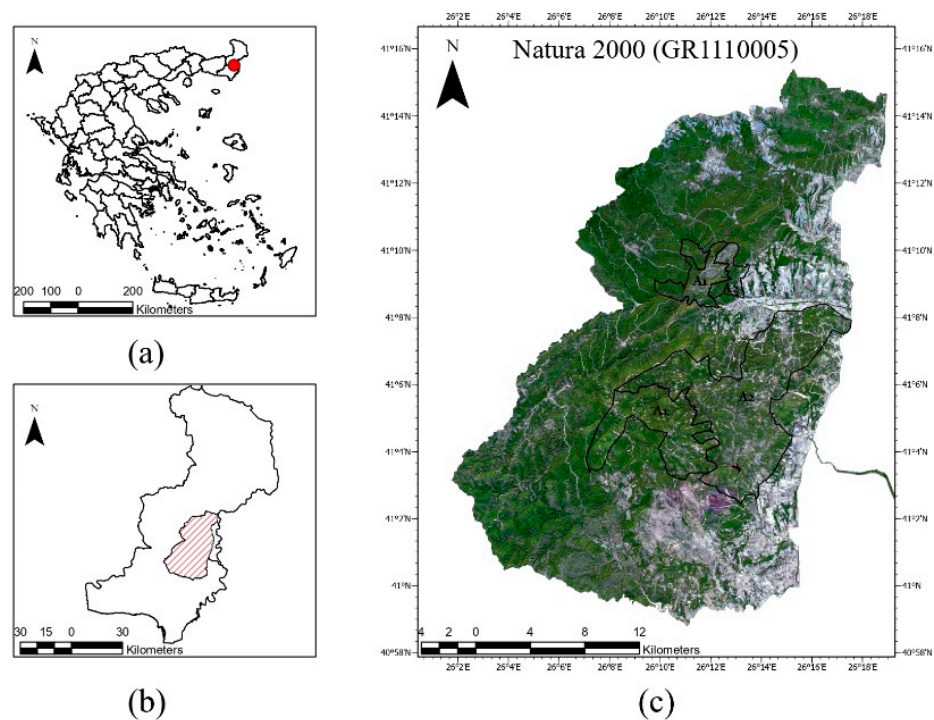 N
200 100 0 200
Kilometers
(a)
N
30 15 0 30
Kilometers
(b)
26°2'E 26°4'E 26°6'E 26°8'E 26°10'E 26°12'E 26°14'E 26°16'E 26°18'E
Natura 2000 (GR1110005)
N
41°16'N 41°16'N
41°14'N 41°14'N
41°12'N 41°12'N
41°10'N 41°10'N
A1
41°8'N 41°8'N
41°6'N 41°6'N
A2
A1
41°4'N 41°4'N
41°2'N 41°2'N
41°N 41°N
4 2 0 4 8 12
Kilometers
40°58'N 40°58'N
26°2'E 26°4'E 26°6'E 26°8'E 26°10'E 26°12'E 26°14'E 26°16'E 26°18'E
(c)